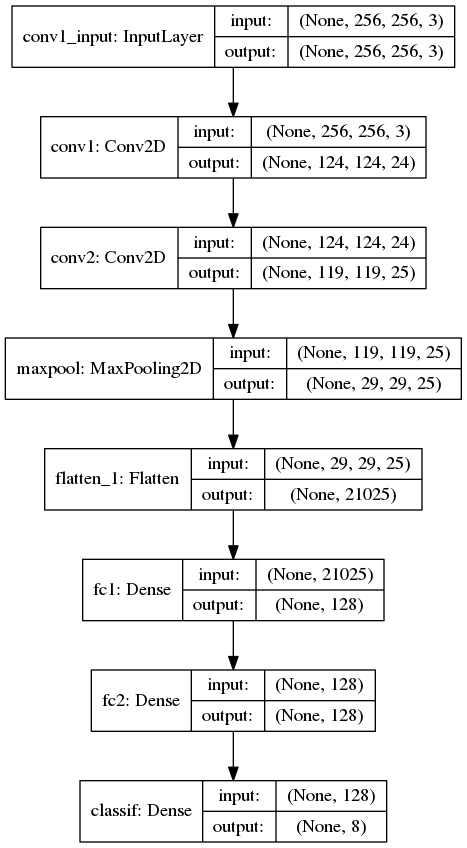 conv1_input: InputLayer
input: (None, 256, 256, 3)
output: (None, 256, 256, 3)
conv1: Conv2D
input: (None, 256, 256, 3)
output: (None, 124, 124, 24)
conv2: Conv2D
input: (None, 124, 124, 24)
output: (None, 119, 119, 25)
maxpool: MaxPooling2D
input: (None, 119, 119, 25)
output: (None, 29, 29, 25)
flatten_1: Flatten
input: (None, 29, 29, 25)
output: (None, 21025)
fc1: Dense
input: (None, 21025)
output: (None, 128)
fc2: Dense
input: (None, 128)
output: (None, 128)
classif: Dense
input: (None, 128)
output: (None, 8)